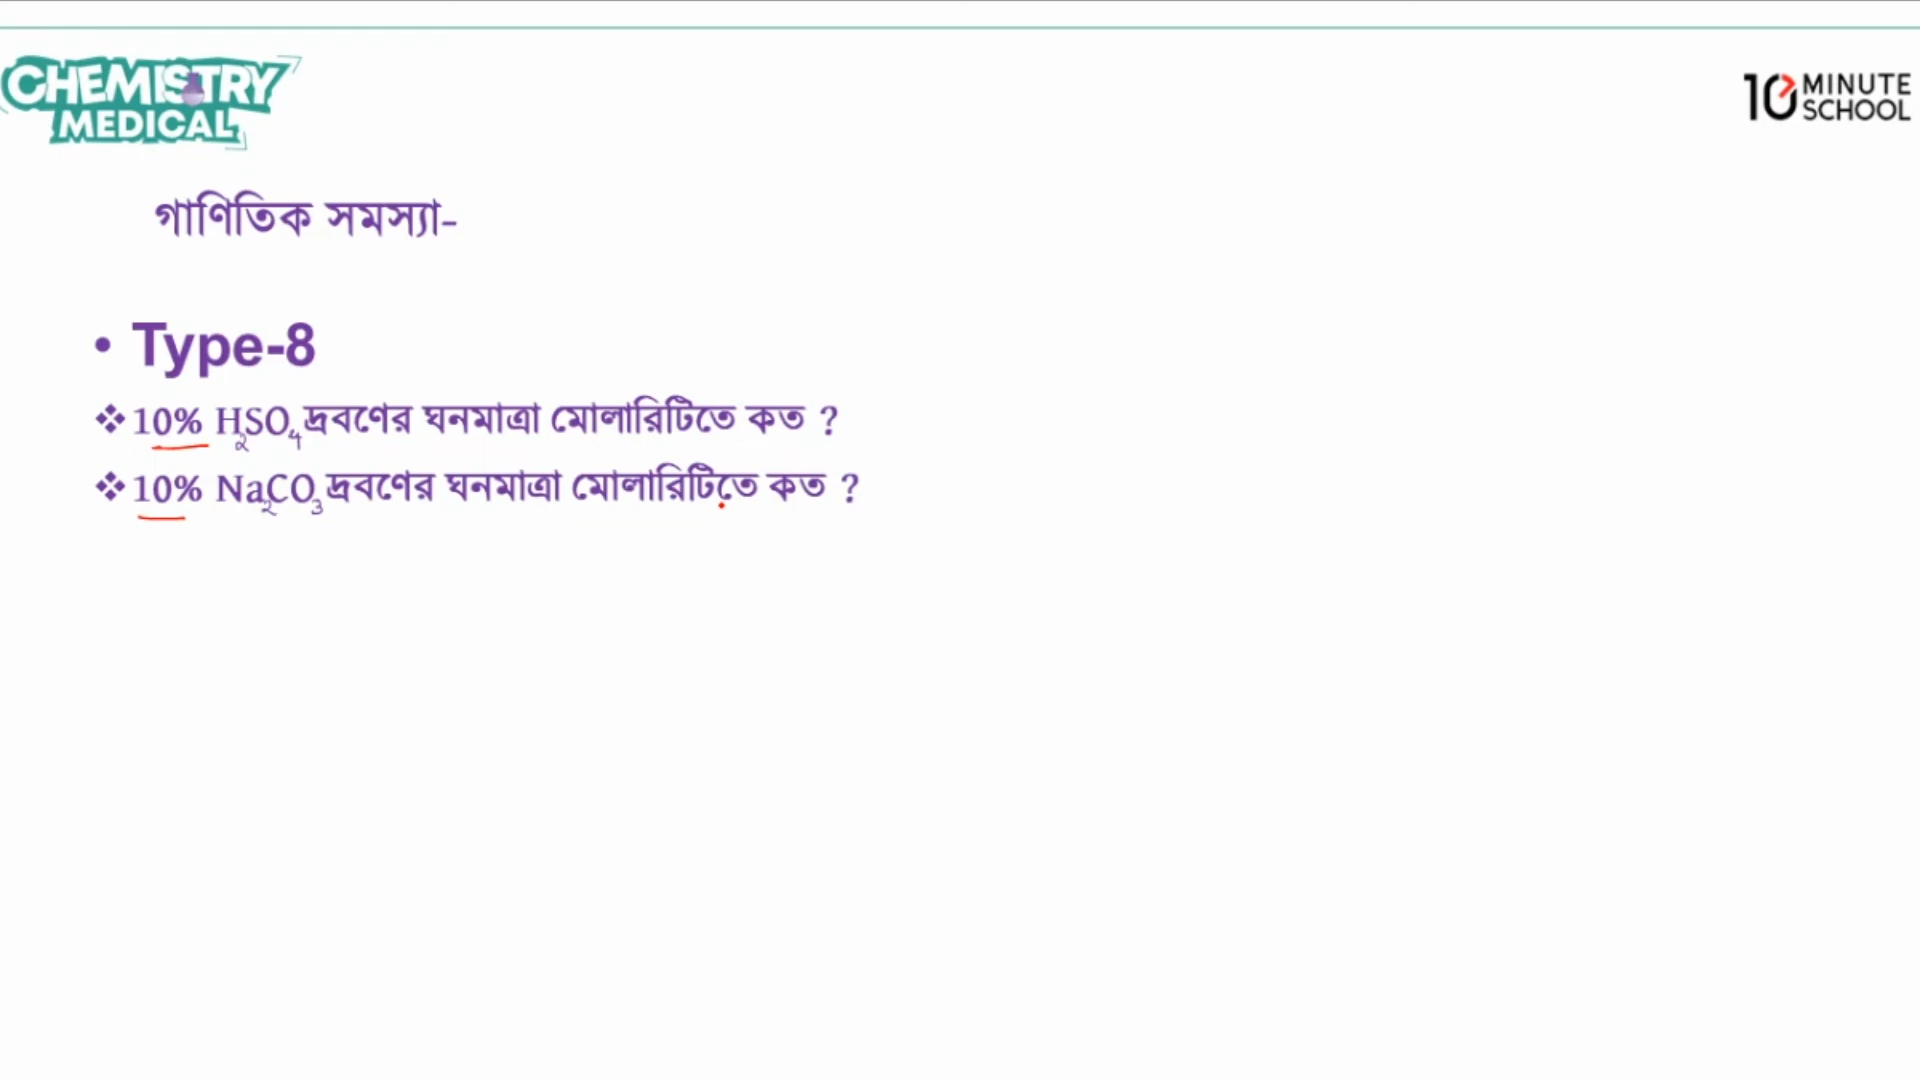 CHEMISTRY
MEDICAL
10 MINUTE
SCHOOL
গাণিতিক সমস্যা-
• Type-8
❖ 10% H₂SO₄ দ্রবণের ঘনমাত্রা মোলারিটিতে কত ?
❖ 10% Na₂CO₃ দ্রবণের ঘনমাত্রা মোলারিটিতে কত ?